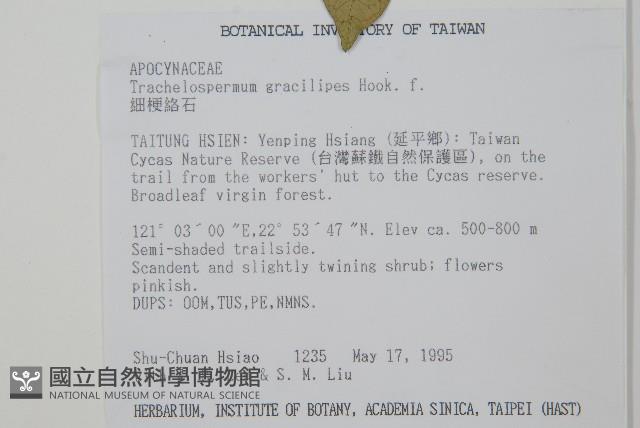 BOTANICAL INVENTORY OF TAIWAN
APOCYNACEAE
Trachelospermum gracilipes Hook. f.
細梗絡石
TAITUNG HSIEN: Yenping Hsiang (延平鄉): Taiwan
Cycas Nature Reserve (台灣蘇鐵自然保護區), on the
trail from the workers' hut to the Cycas reserve.
Broadleaf virgin forest.
121° 03´00 ″E,22° 53´47 ″N. Elev ca. 500-800 m
Semi-shaded trailside.
Scandent and slightly twining shrub; flowers
pinkish.
DUPS: OOM,TUS,PE,NMNS.
Shu-Chuan Hsiao 1235 May 17, 1995
& S. M. Liu
國立自然科學博物館
NATIONAL MUSEUM OF NATURAL SCIENCE
HERBARIUM, INSTITUTE OF BOTANY, ACADEMIA SINICA, TAIPEI (HAST)